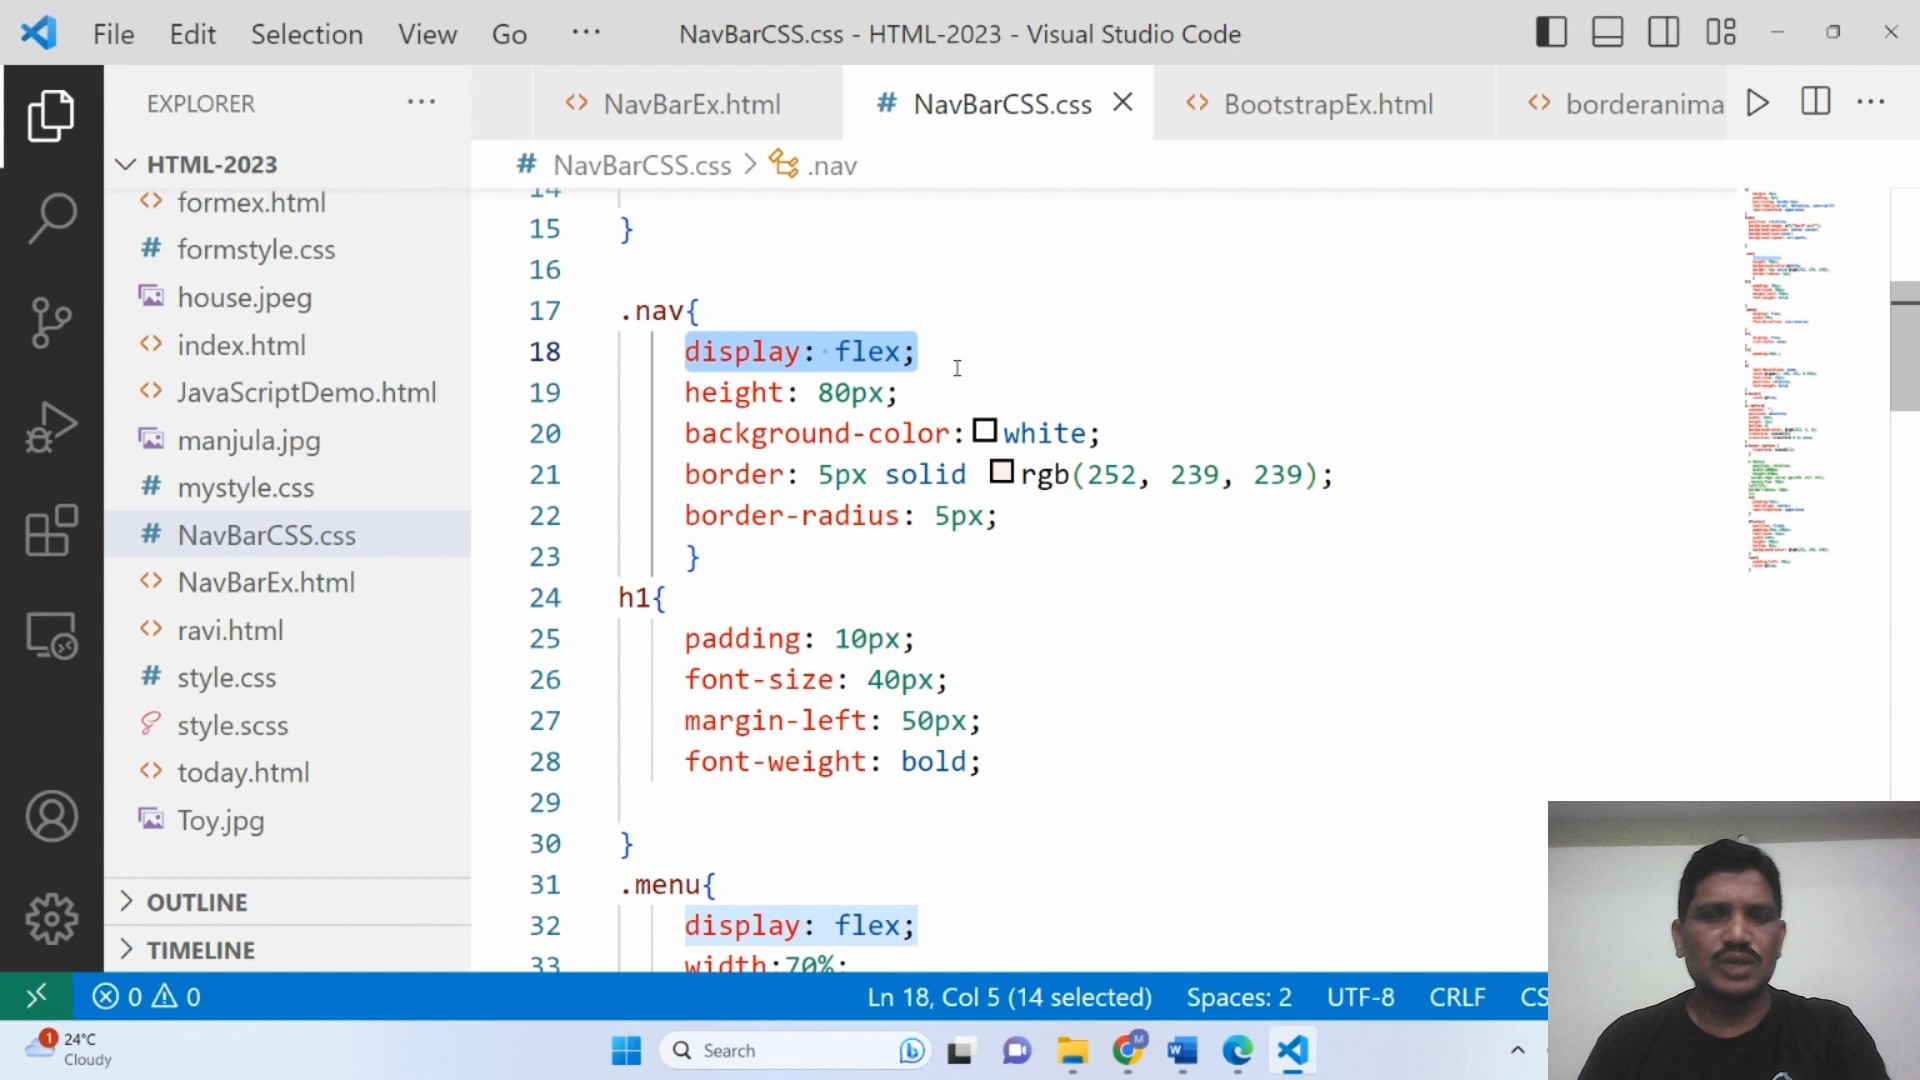 File Edit Selection View Go ··· NavBarCSS.css - HTML-2023 - Visual Studio Code
EXPLORER ···
NavBarEx.html
NavBarCSS.css
BootstrapEx.html
borderanima
···
HTML-2023
NavBarCSS.css > .nav
formex.html
formstyle.css
house.jpeg
index.html
JavaScriptDemo.html
manjula.jpg
mystyle.css
NavBarCSS.css
NavBarEx.html
ravi.html
style.css
style.scss
today.html
Toy.jpg
OUTLINE
TIMELINE
14
15 }
16
17 .nav{
18 display: flex;
19 height: 80px;
20 background-color: white;
21 border: 5px solid rgb(252, 239, 239);
22 border-radius: 5px;
23 }
24 h1{
25 padding: 10px;
26 font-size: 40px;
27 margin-left: 50px;
28 font-weight: bold;
29
30 }
31 .menu{
32 display: flex;
33 width:70%;
0 0 Ln 18, Col 5 (14 selected) Spaces: 2 UTF-8 CRLF CS
1 24°C
Cloudy
Search
M